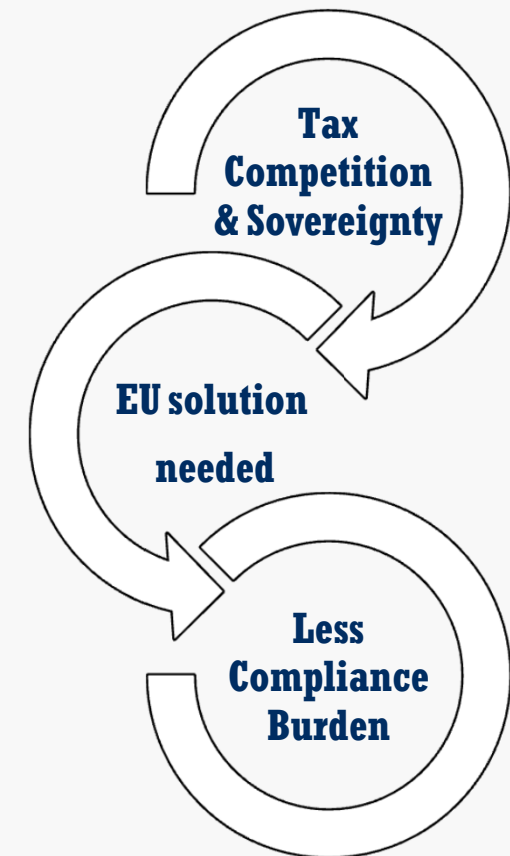 Tax
Competition
& Sovereignty
EU solution
needed
Less
Compliance
Burden